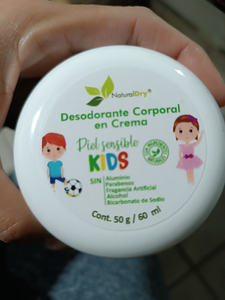 NaturalDry®
Desodorante Corporal
en Crema
Piel sensible
KIDS
SIN
Aluminio
Parabenos
Fragancia Artificial
Alcohol
Bicarbonato de Sodio
Cont. 50 g / 60 ml